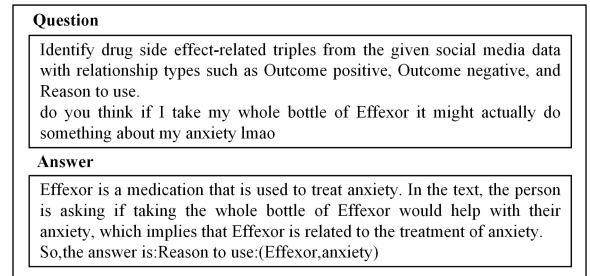 Question
Identify drug side effect-related triples from the given social media data
with relationship types such as Outcome positive, Outcome negative, and
Reason to use.
do you think if I take my whole bottle of Effexor it might actually do
something about my anxiety lmao
Answer
Effexor is a medication that is used to treat anxiety. In the text, the person
is asking if taking the whole bottle of Effexor would help with their
anxiety, which implies that Effexor is related to the treatment of anxiety.
So,the answer is:Reason to use:(Effexor,anxiety)